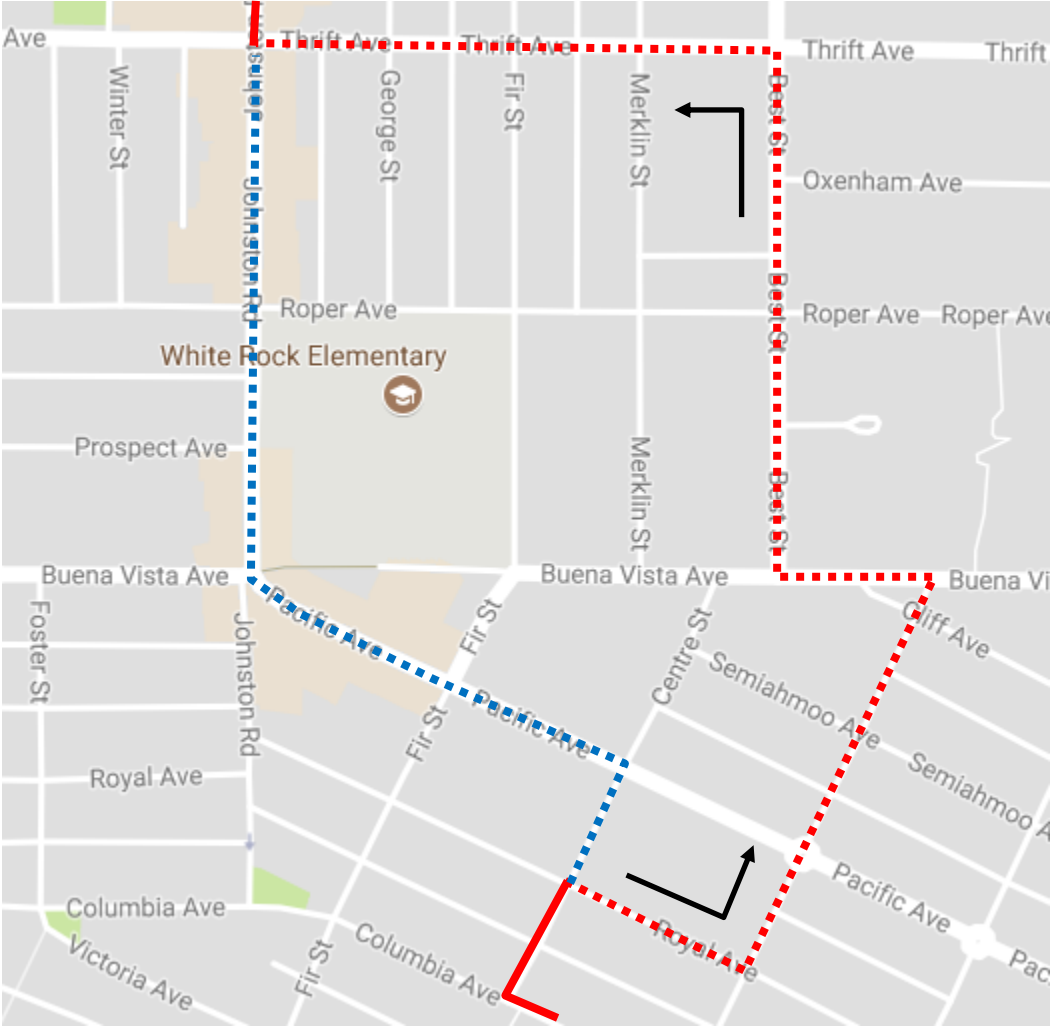 Ave
Thrift Ave
Thrift Ave
Thrift Ave
Thrift
Winter St
George St
Fir St
Merklin St
Best St
Johnston Rd
Oxenham Ave
Roper Ave
Best St
Roper Ave
Roper Ave
White Rock Elementary
Prospect Ave
Merklin St
Best St
Buena Vista Ave
Buena Vista Ave
Buena Vi
Foster St
Johnston Rd
Pacific Ave
Fir St
Centre St
Cliff Ave
Semiahmoo Ave
Semiahmoo A
Pacific Ave
Fir St
Royal Ave
Pacific Ave
Pac
Columbia Ave
Victoria Ave
Fir St
Columbia Ave
Royal Ave